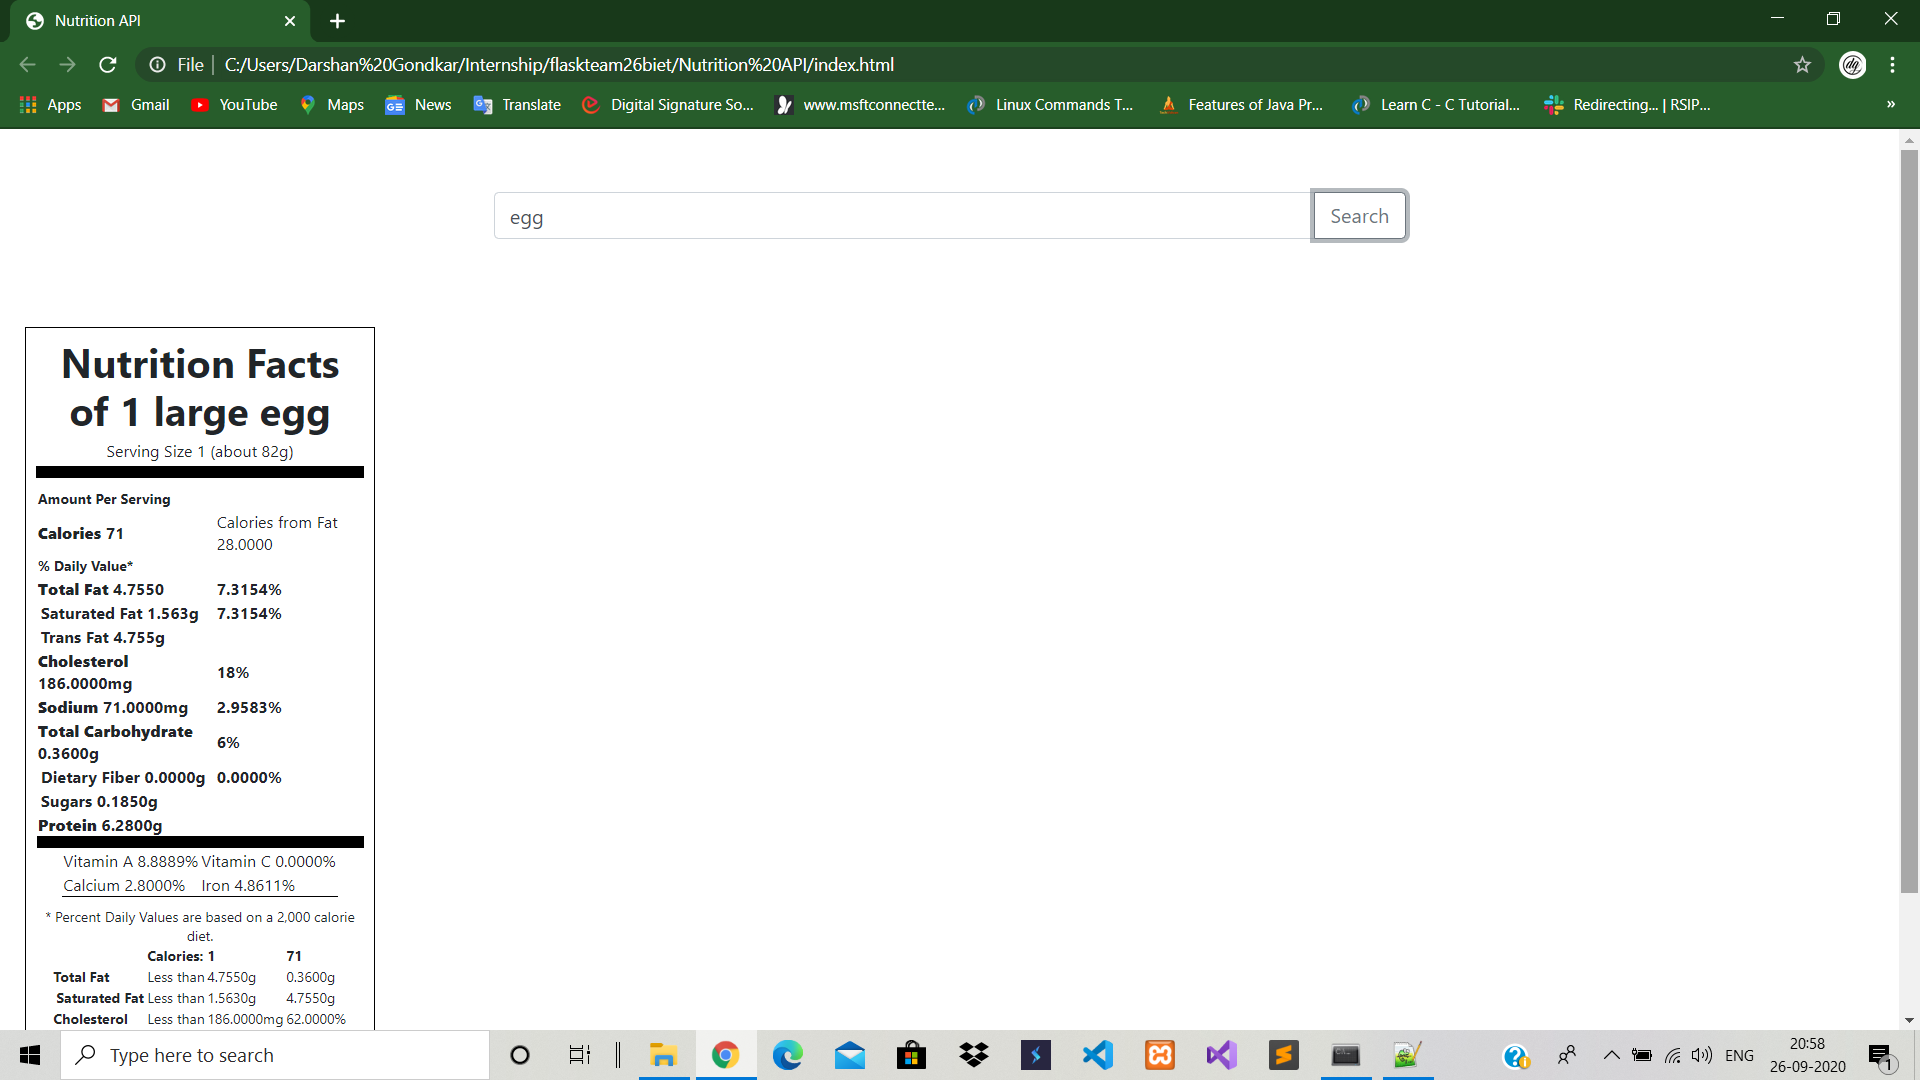 Nutrition API
File C:/Users/Darshan%20Gondkar/Internship/flaskteam26biet/Nutrition%20API/index.html
Apps Gmail YouTube Maps News Translate Digital Signature So... www.msftconnectte... Linux Commands T... Features of Java Pr... Learn C - C Tutorial... Redirecting... | RSIP... »
egg Search
Nutrition Facts
of 1 large egg
Serving Size 1 (about 82g)
Amount Per Serving
Calories 71 Calories from Fat
28.0000
% Daily Value*
Total Fat 4.7550 7.3154%
Saturated Fat 1.563g 7.3154%
Trans Fat 4.755g
Cholesterol
186.0000mg 18%
Sodium 71.0000mg 2.9583%
Total Carbohydrate
0.3600g 6%
Dietary Fiber 0.0000g 0.0000%
Sugars 0.1850g
Protein 6.2800g
Vitamin A 8.8889% Vitamin C 0.0000%
Calcium 2.8000% Iron 4.8611%
* Percent Daily Values are based on a 2,000 calorie
diet.
Calories: 1 71
Total Fat Less than 4.7550g 0.3600g
Saturated Fat Less than 1.5630g 4.7550g
Cholesterol Less than 186.0000mg 62.0000%
Type here to search
ENG
20:58
26-09-2020
1